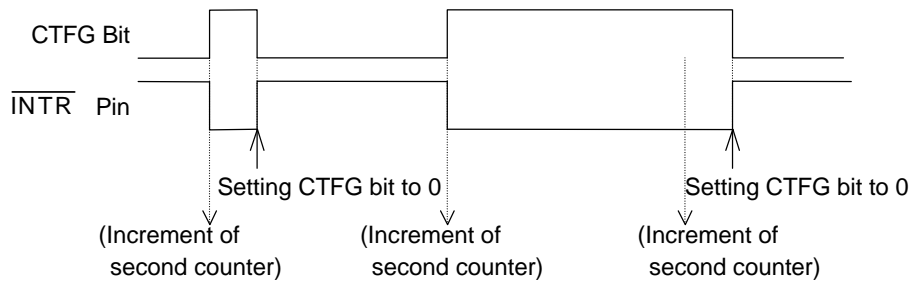 CTFG Bit
INTR Pin
Setting CTFG bit to 0
Setting CTFG bit to 0
(Increment of
second counter)
(Increment of
second counter)
(Increment of
second counter)